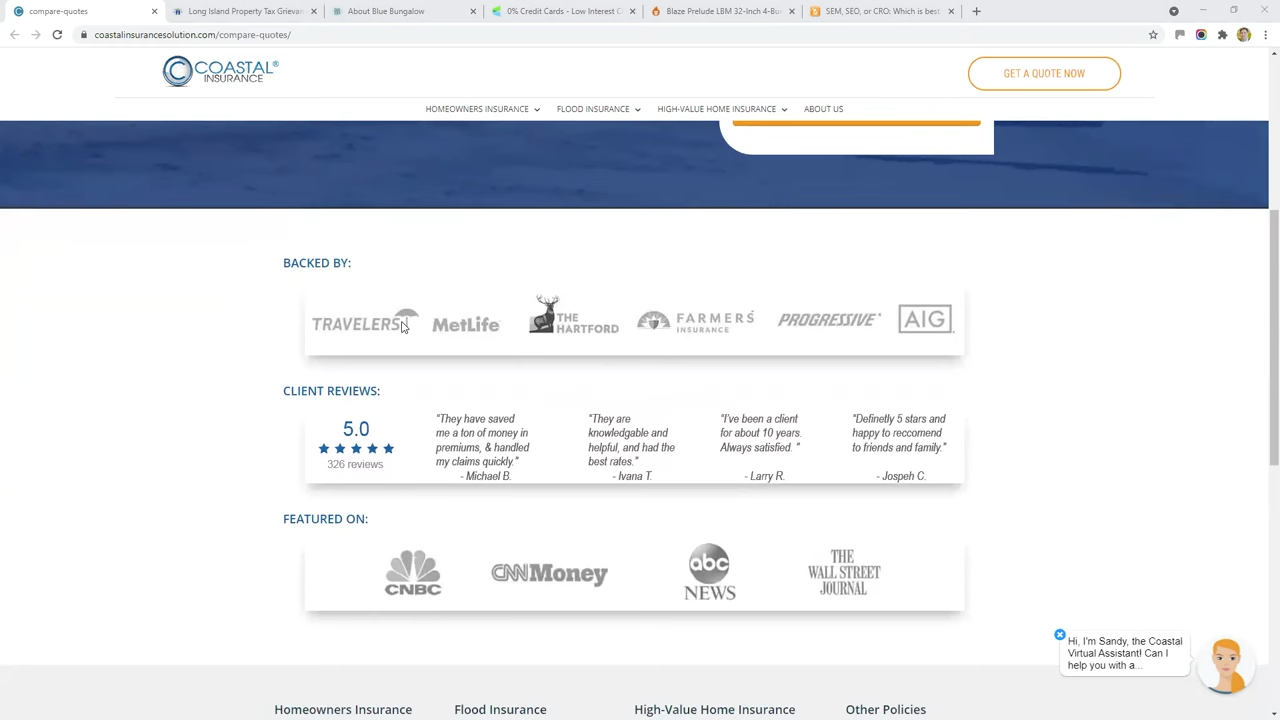 compare-quotes
Long Island Property Tax Grievan
About Blue Bungalow
0% Credit Cards - Low Interest C
Blaze Prelude LBM 32-Inch 4-Bu
SEM, SEO, or CRO: Which is best
coastalinsurancesolution.com/compare-quotes/
COASTAL®
INSURANCE
GET A QUOTE NOW
HOMEOWNERS INSURANCE
FLOOD INSURANCE
HIGH-VALUE HOME INSURANCE
ABOUT US
BACKED BY:
TRAVELERS
MetLife
THE
HARTFORD
FARMERS
INSURANCE
PROGRESSIVE
AIG
CLIENT REVIEWS:
5.0
326 reviews
"They have saved
me a ton of money in
premiums, & handled
my claims quickly."
- Michael B.
"They are
knowledgable and
helpful, and had the
best rates."
- Ivana T.
"I've been a client
for about 10 years.
Always satisfied. "
- Larry R.
"Definetly 5 stars and
happy to reccomend
to friends and family."
- Jospeh C.
FEATURED ON:
CNBC
CNNMoney
abc
NEWS
THE
WALL STREET
JOURNAL
Hi, I'm Sandy, the Coastal
Virtual Assistant! Can I
help you with a...
Homeowners Insurance
Flood Insurance
High-Value Home Insurance
Other Policies